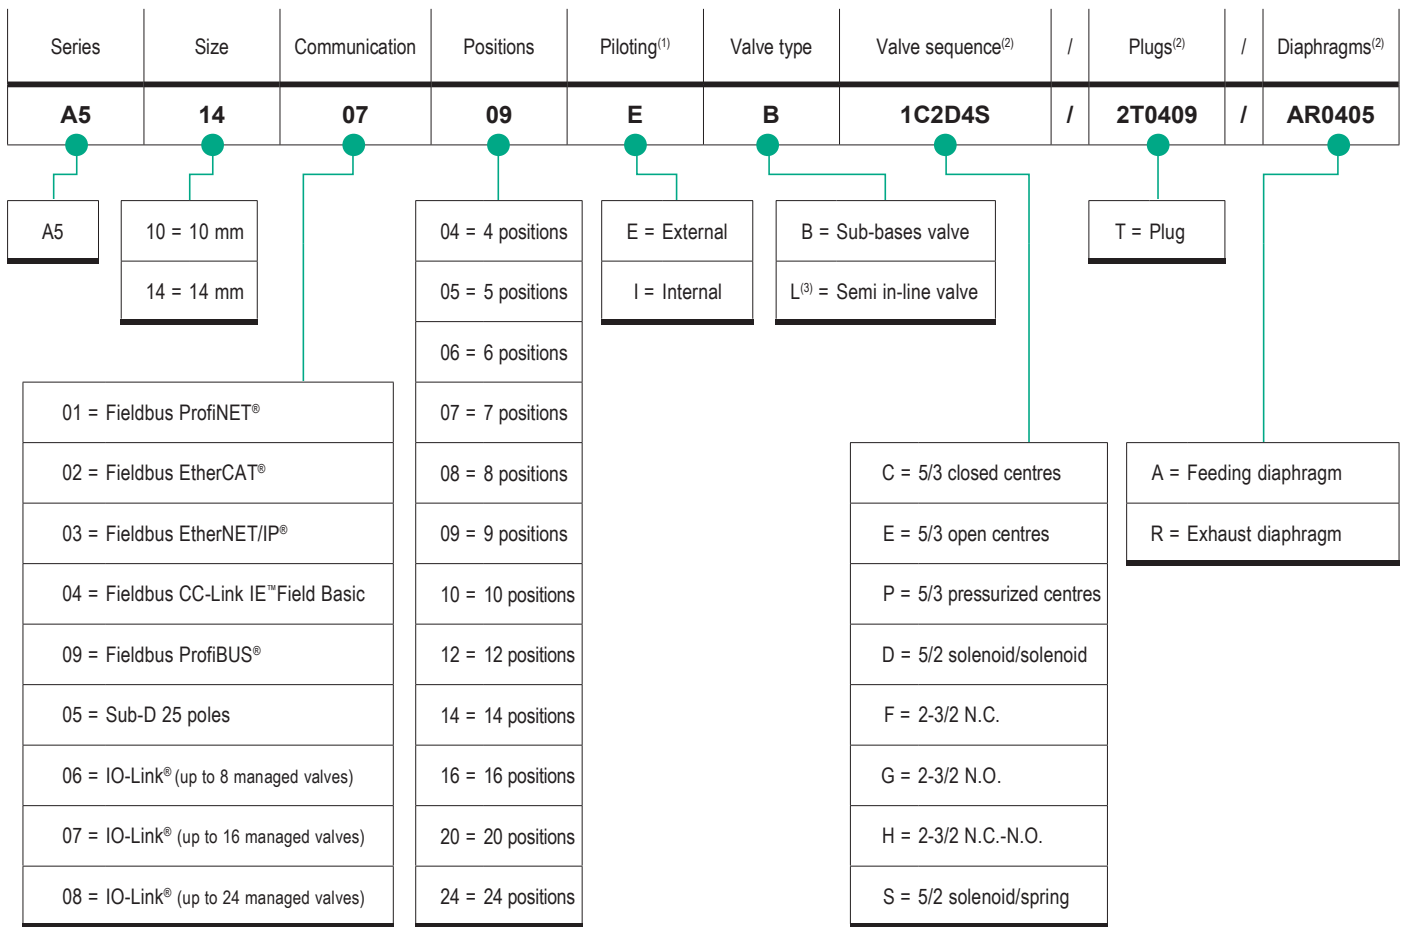 Series Size Communication Positions Piloting(1) Valve type Valve sequence(2) / Plugs(2) / Diaphragms(2)
A5 14 07 09 E B 1C2D4S / 2T0409 / AR0405
A5
10 = 10 mm
14 = 14 mm
01 = Fieldbus ProfiNET®
02 = Fieldbus EtherCAT®
03 = Fieldbus EtherNET/IP®
04 = Fieldbus CC-Link IE™Field Basic
09 = Fieldbus ProfiBUS®
05 = Sub-D 25 poles
06 = IO-Link® (up to 8 managed valves)
07 = IO-Link® (up to 16 managed valves)
08 = IO-Link® (up to 24 managed valves)
04 = 4 positions
05 = 5 positions
06 = 6 positions
07 = 7 positions
08 = 8 positions
09 = 9 positions
10 = 10 positions
12 = 12 positions
14 = 14 positions
16 = 16 positions
20 = 20 positions
24 = 24 positions
E = External
I = Internal
B = Sub-bases valve
L(3) = Semi in-line valve
C = 5/3 closed centres
E = 5/3 open centres
P = 5/3 pressurized centres
D = 5/2 solenoid/solenoid
F = 2-3/2 N.C.
G = 2-3/2 N.O.
H = 2-3/2 N.C.-N.O.
S = 5/2 solenoid/spring
T = Plug
A = Feeding diaphragm
R = Exhaust diaphragm